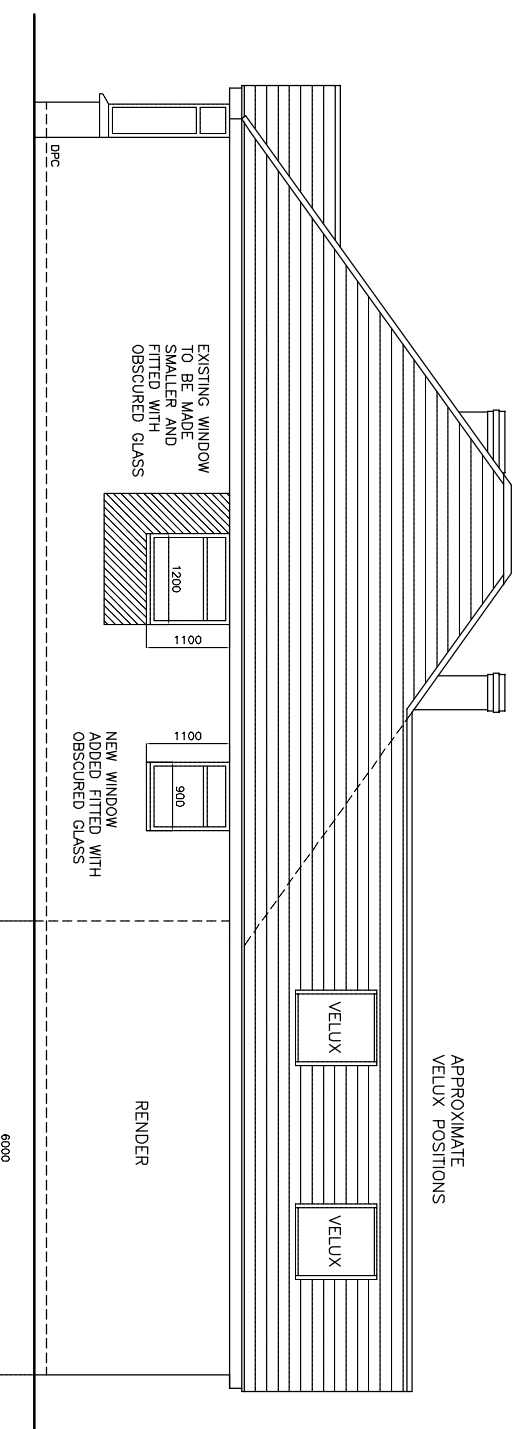 APPROXIMATE
VELUX POSITIONS
VELUX
VELUX
DPC
EXISTING WINDOW
TO BE MADE
SMALLER AND
FITTED WITH
OBSCURED GLASS
1200
1100
1100
900
NEW WINDOW
ADDED FITTED WITH
OBSCURED GLASS
RENDER
6000